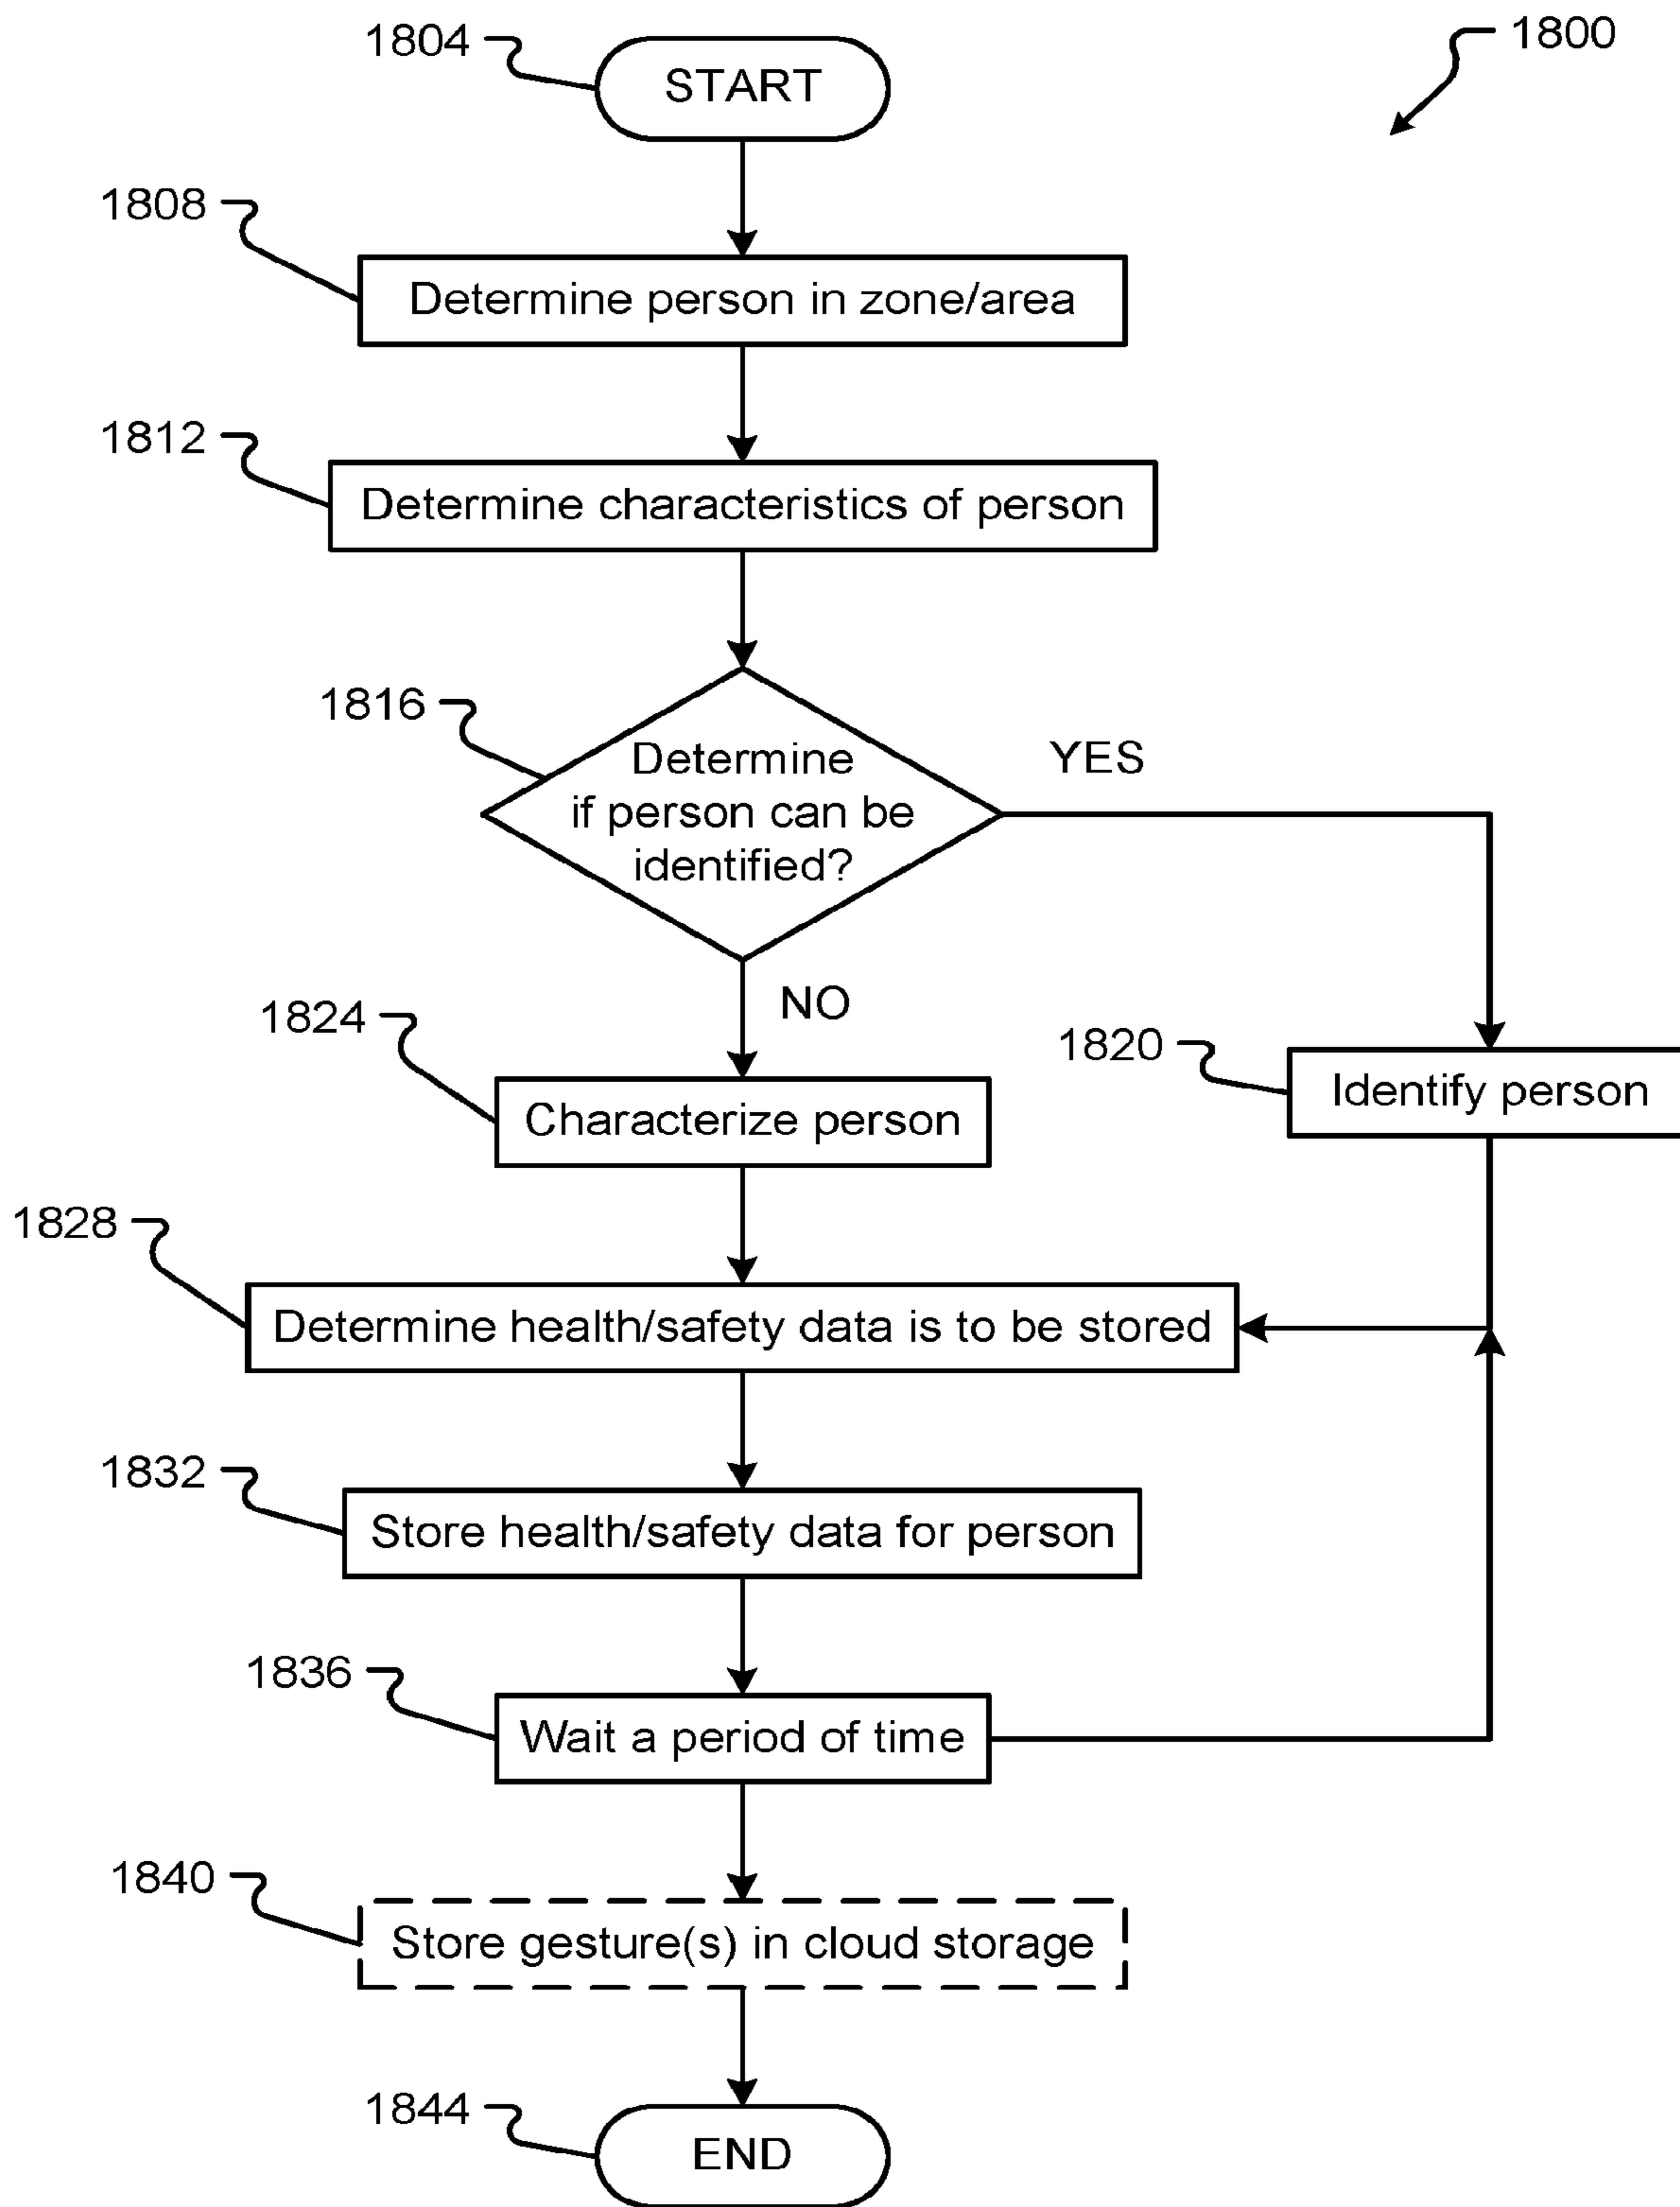 1804
START
1800
1808
Determine person in zone/area
1812
Determine characteristics of person
1816
Determine
if person can be
identified?
YES
NO
1824
Characterize person
1820
Identify person
1828
Determine health/safety data is to be stored
1832
Store health/safety data for person
1836
Wait a period of time
1840
Store gesture(s) in cloud storage
1844
END